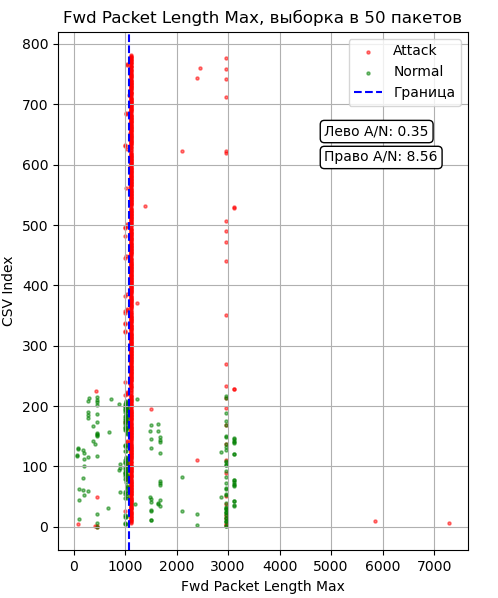 Fwd Packet Length Max, выборка в 50 пакетов
Attack
Normal
Граница
Лево A/N: 0.35
Право A/N: 8.56
CSV Index
800
700
600
500
400
300
200
100
0
0 1000 2000 3000 4000 5000 6000 7000
Fwd Packet Length Max